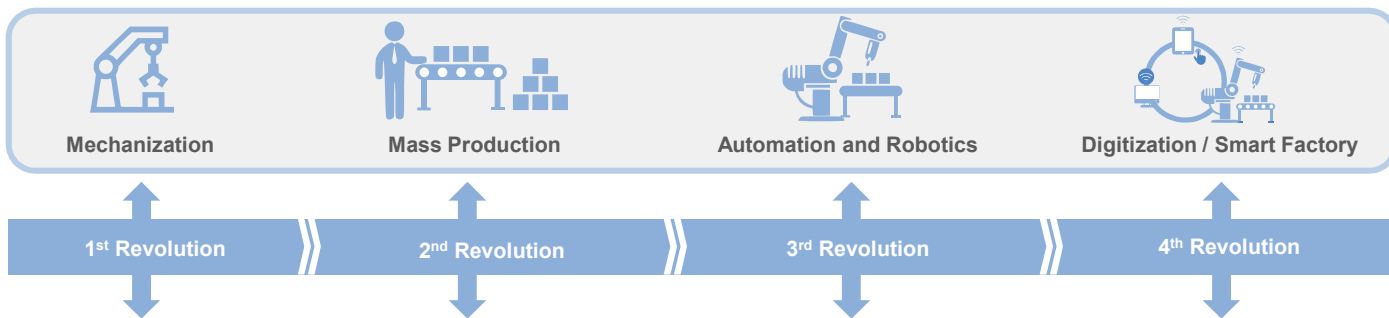 Mechanization
Mass Production
Automation and Robotics
Digitization / Smart Factory
1st Revolution
2nd Revolution
3rd Revolution
4th Revolution